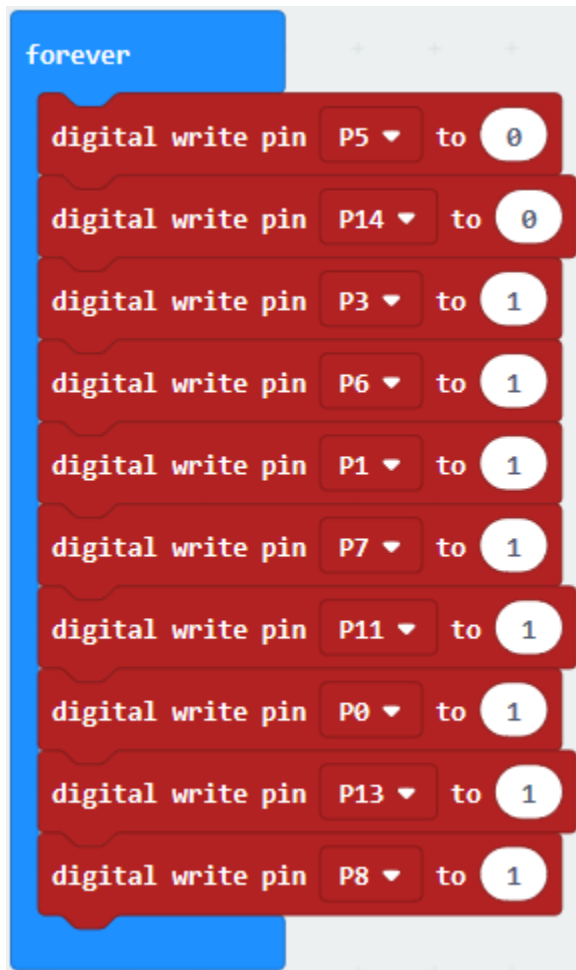 forever
digital write pin P5 to 0
digital write pin P14 to 0
digital write pin P3 to 1
digital write pin P6 to 1
digital write pin P1 to 1
digital write pin P7 to 1
digital write pin P11 to 1
digital write pin P0 to 1
digital write pin P13 to 1
digital write pin P8 to 1